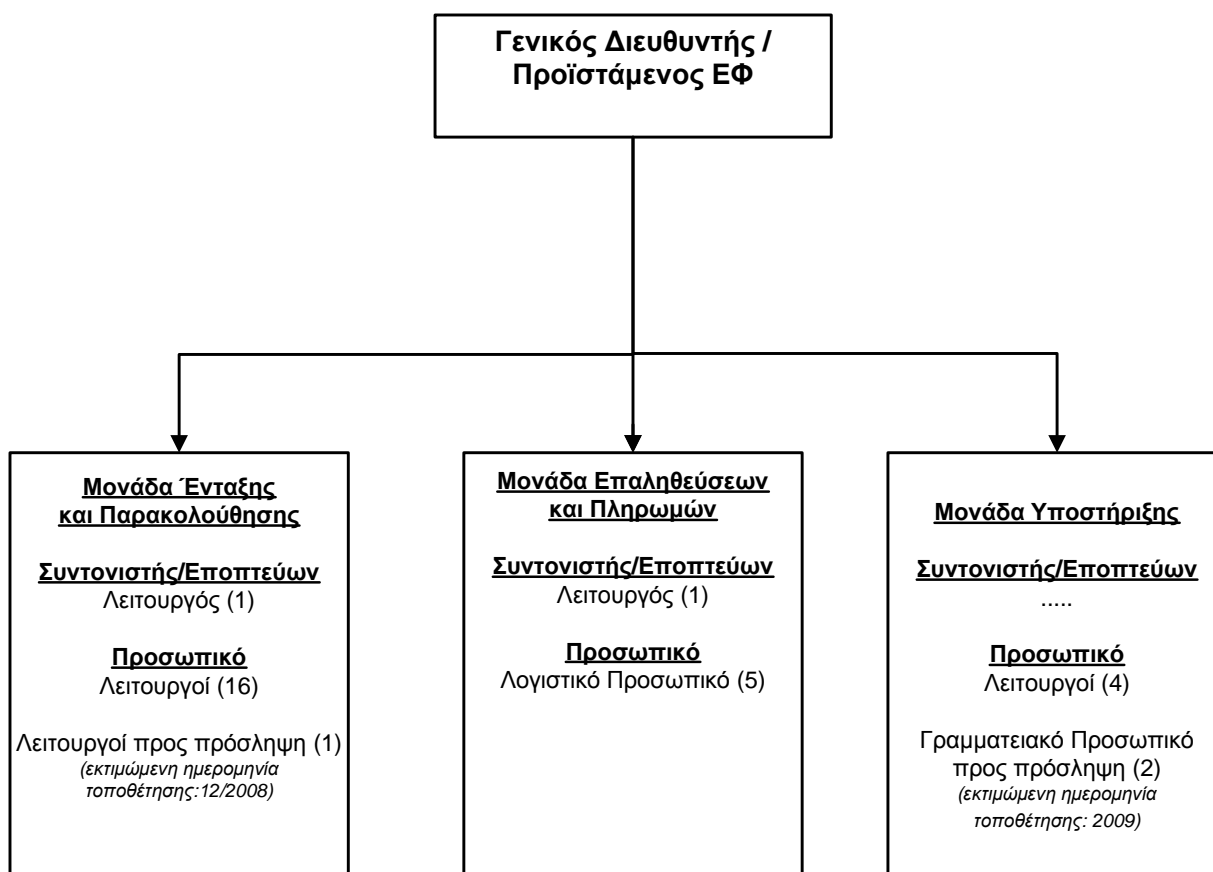 Γενικός Διευθυντής /
Προϊστάμενος ΕΦ
Μονάδα Ένταξης
και Παρακολούθησης
Συντονιστής/Εποπτεύων
Λειτουργός (1)
Προσωπικό
Λειτουργοί (16)
Λειτουργοί προς πρόσληψη (1)
(εκτιμώμενη ημερομηνία
τοποθέτησης:12/2008)
Μονάδα Επαληθεύσεων
και Πληρωμών
Συντονιστής/Εποπτεύων
Λειτουργός (1)
Προσωπικό
Λογιστικό Προσωπικό (5)
Μονάδα Υποστήριξης
Συντονιστής/Εποπτεύων
.....
Προσωπικό
Λειτουργοί (4)
Γραμματειακό Προσωπικό
προς πρόσληψη (2)
(εκτιμώμενη ημερομηνία
τοποθέτησης: 2009)